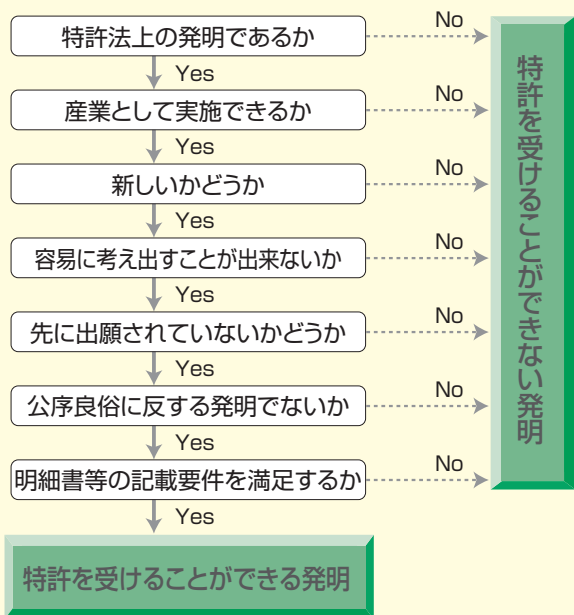 特許法上の発明であるか
No
Yes
産業として実施できるか
No
Yes
新しいかどうか
No
Yes
容易に考え出すことが出来ないか
No
Yes
先に出願されていないかどうか
No
Yes
公序良俗に反する発明でないか
No
Yes
明細書等の記載要件を満足するか
No
Yes
特許を受けることができる発明
特許を受けることができない発明